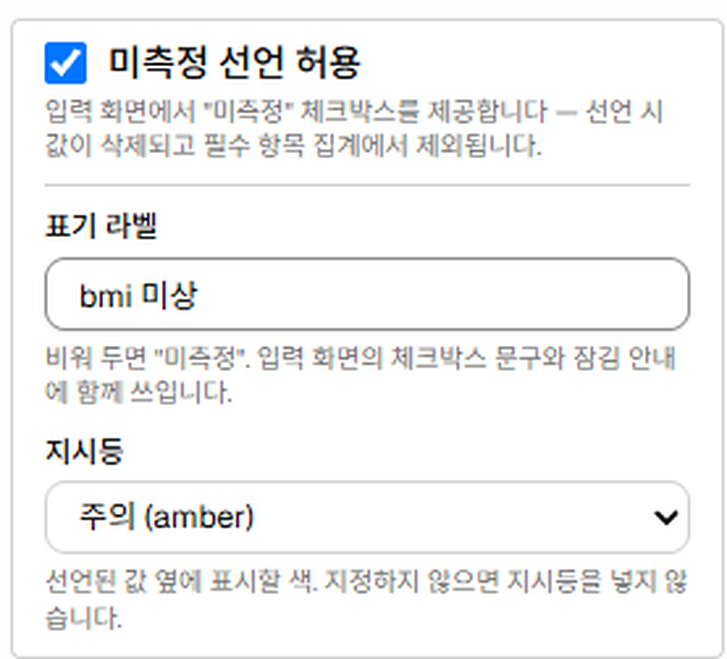 미측정 선언 허용
입력 화면에서 "미측정" 체크박스를 제공합니다 — 선언 시
값이 삭제되고 필수 항목 집계에서 제외됩니다.
표기 라벨
bmi 미상
비워 두면 "미측정". 입력 화면의 체크박스 문구와 잠김 안내
에 함께 쓰입니다.
지시등
주의 (amber)
선언된 값 옆에 표시할 색. 지정하지 않으면 지시등을 넣지 않
습니다.